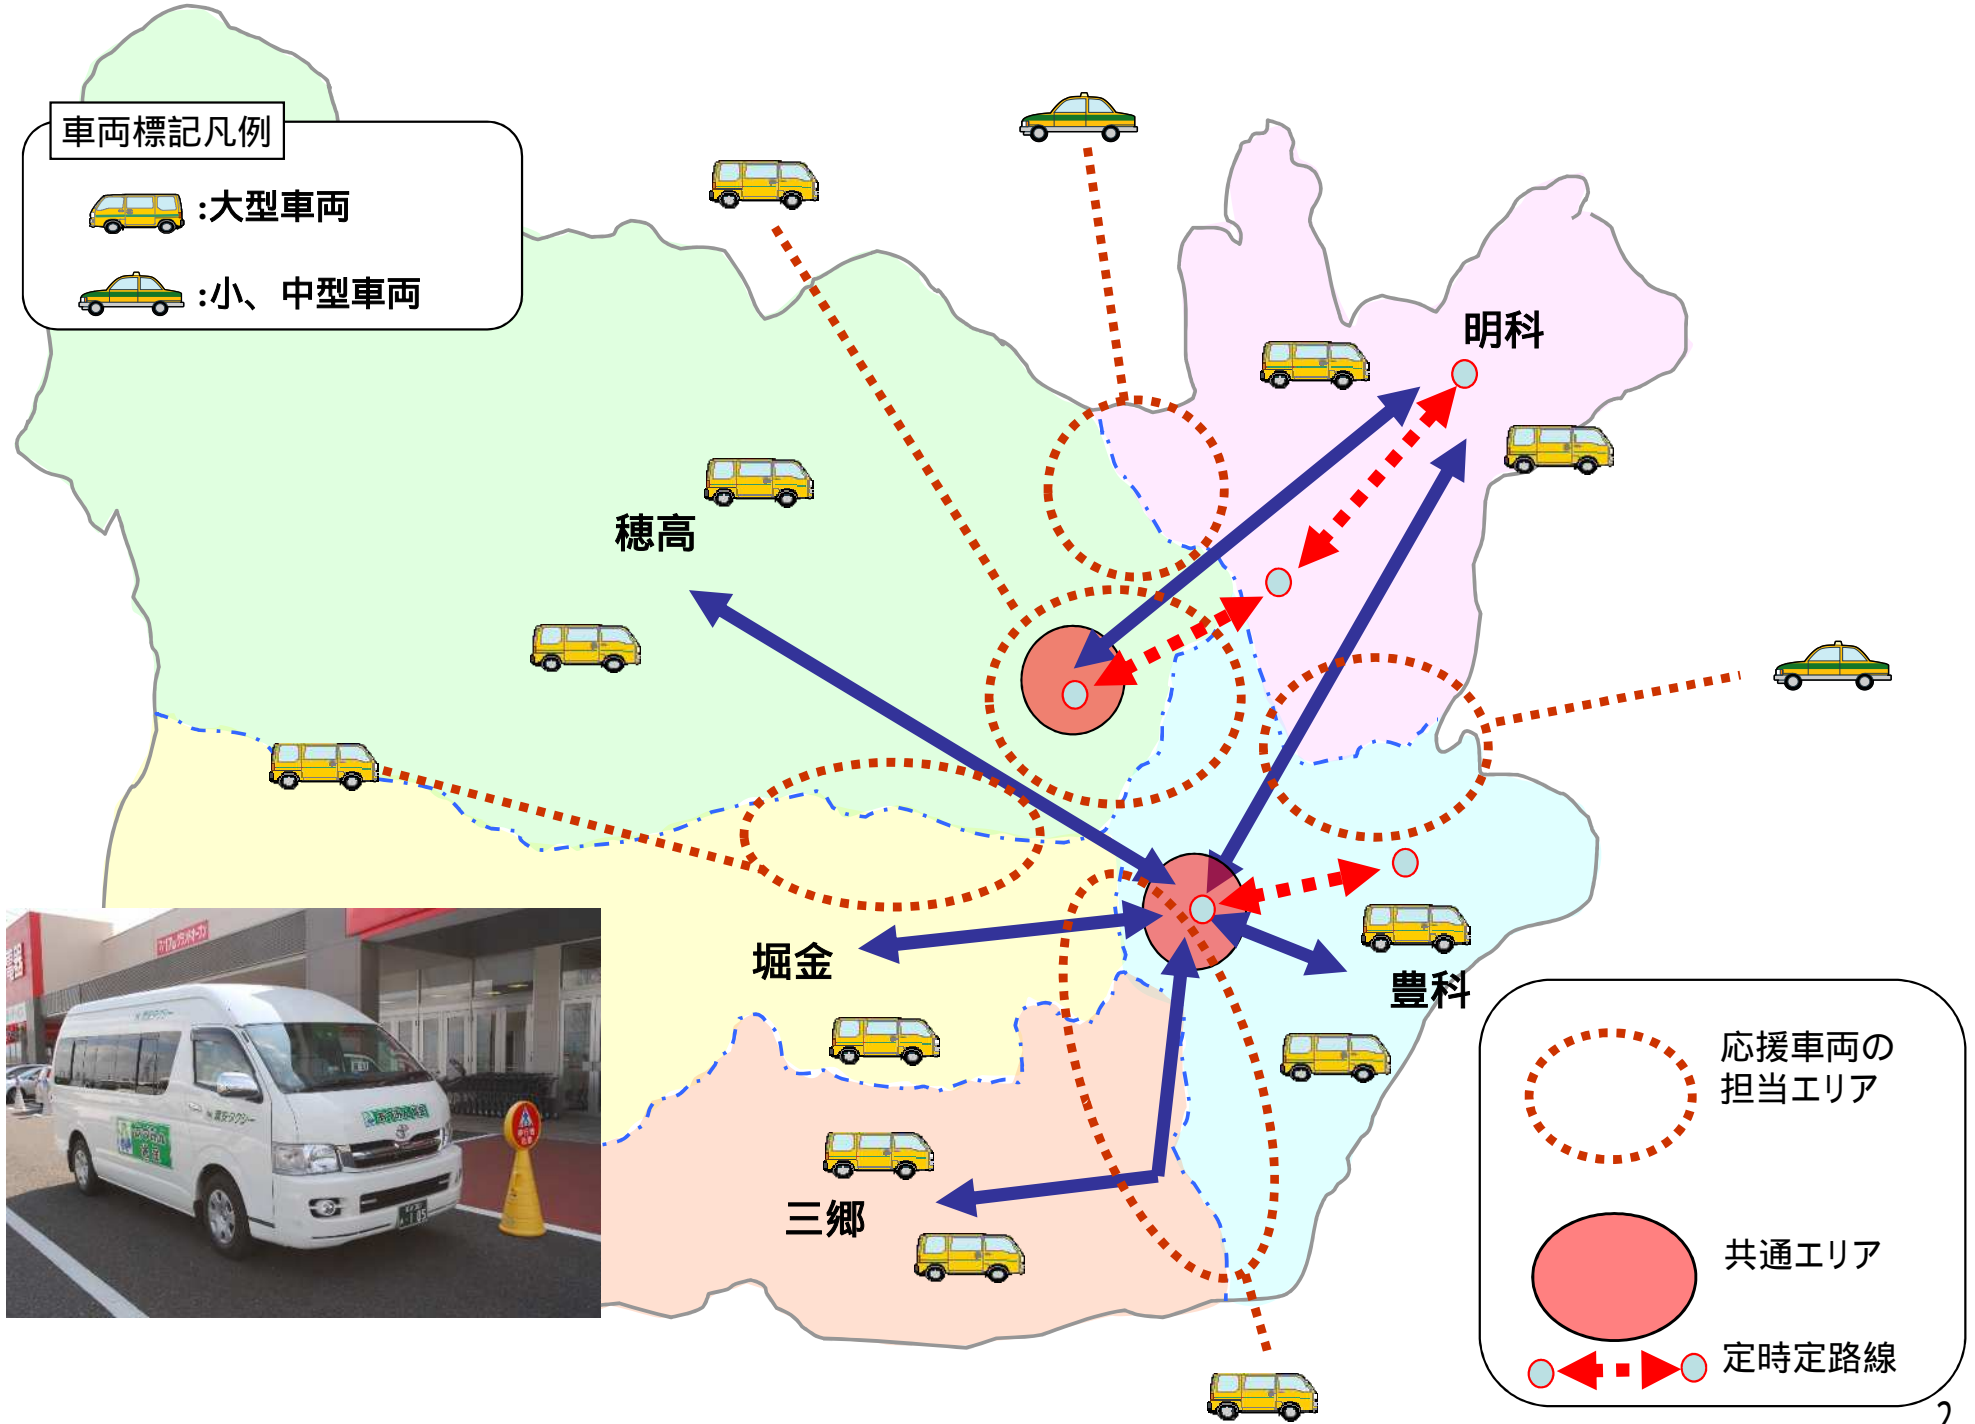 車両標記凡例
:大型車両
:小、中型車両
明科
穂高
堀金
豊科
三郷
応援車両の
担当エリア
共通エリア
定時定路線
2